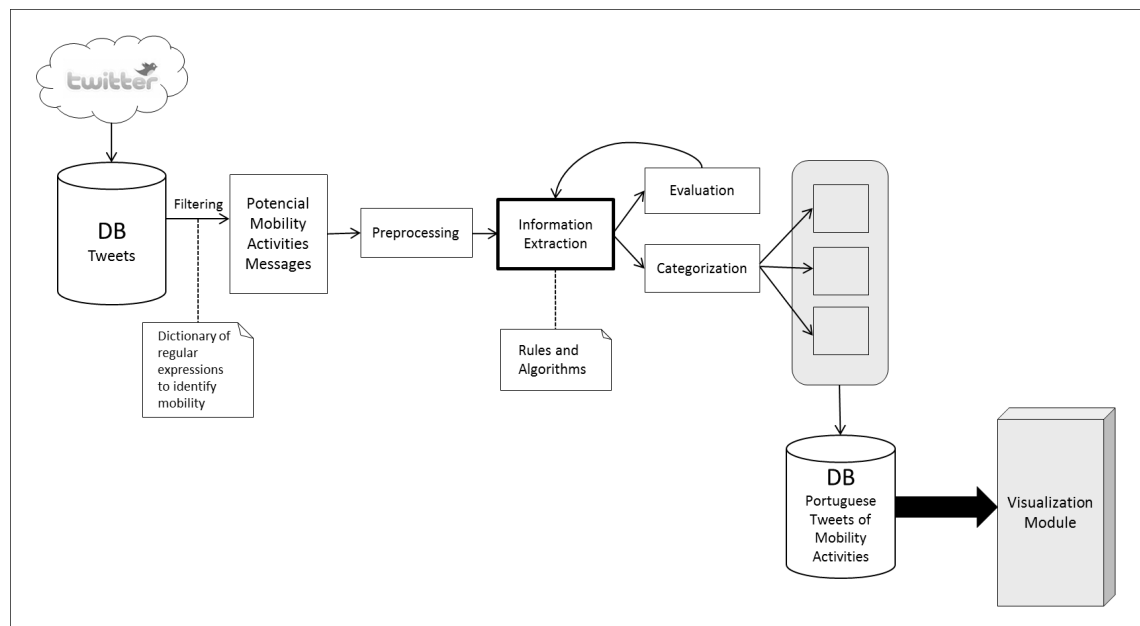 twitter
DB
Tweets
Filtering
Potencial
Mobility
Activities
Messages
Dictionary of
regular
expressions
to identify
mobility
Preprocessing
Information
Extraction
Rules and
Algorithms
Evaluation
Categorization
DB
Portuguese
Tweets of
Mobility
Activities
Visualization
Module